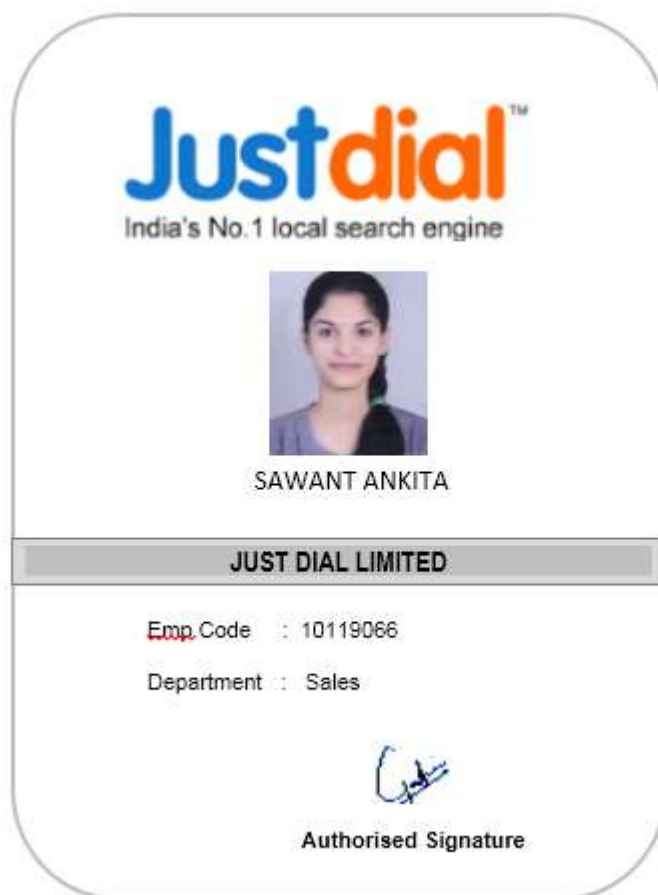 Justdial™
India's No.1 local search engine
SAWANT ANKITA
JUST DIAL LIMITED
Emp.Code : 10119066
Department : Sales
Authorised Signature